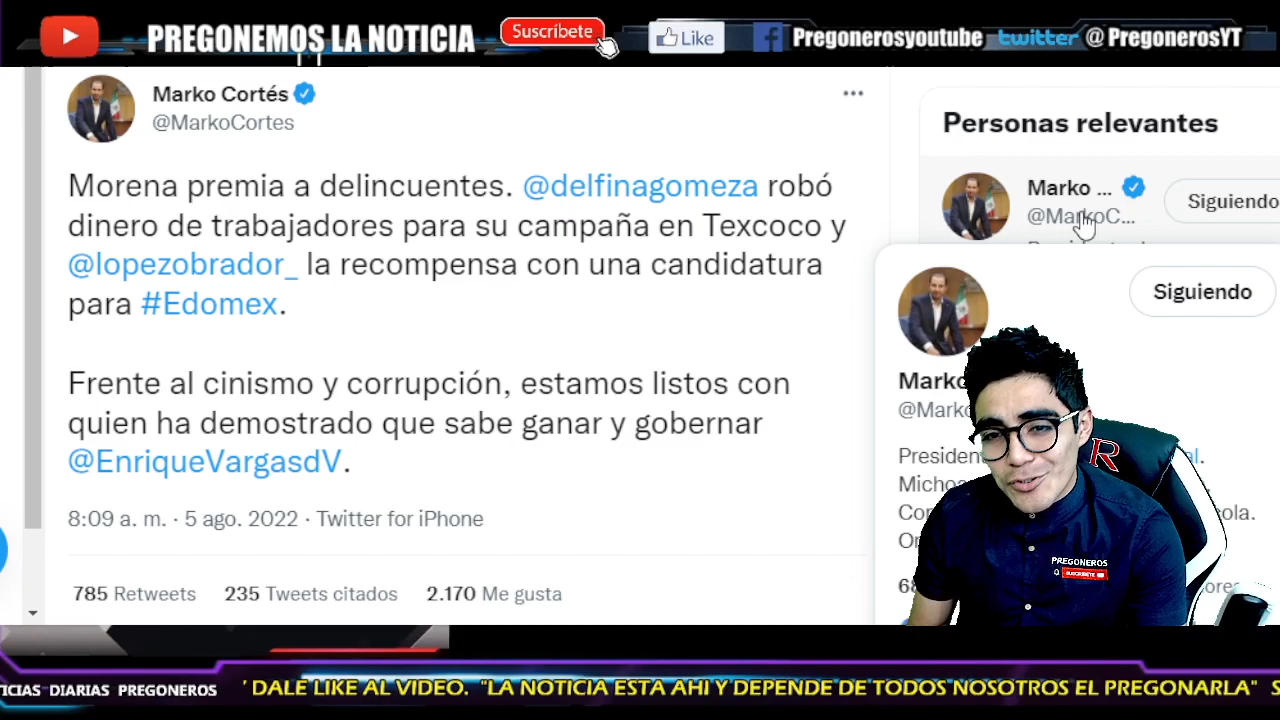 PREGONEMOS LA NOTICIA
Suscríbete
Like
Pregonerosyoutube
twitter @PregonerosYT
Marko Cortés
@MarkoCortes
Morena premia a delincuentes. @delfinagomeza robó
dinero de trabajadores para su campaña en Texcoco y
@lopezobrador_ la recompensa con una candidatura
para #Edomex.
Frente al cinismo y corrupción, estamos listos con
quien ha demostrado que sabe ganar y gobernar
@EnriqueVargasdV.
8:09 a. m. · 5 ago. 2022 · Twitter for iPhone
785 Retweets 235 Tweets citados 2.170 Me gusta
Personas relevantes
Marko ...
@MarkoC...
Siguiendo
Siguiendo
PREGONEROS
SUSCRIBETE
TICIAS DIARIAS PREGONEROS
' DALE LIKE AL VIDEO. "LA NOTICIA ESTA AHI Y DEPENDE DE TODOS NOSOTROS EL PREGONARLA" S